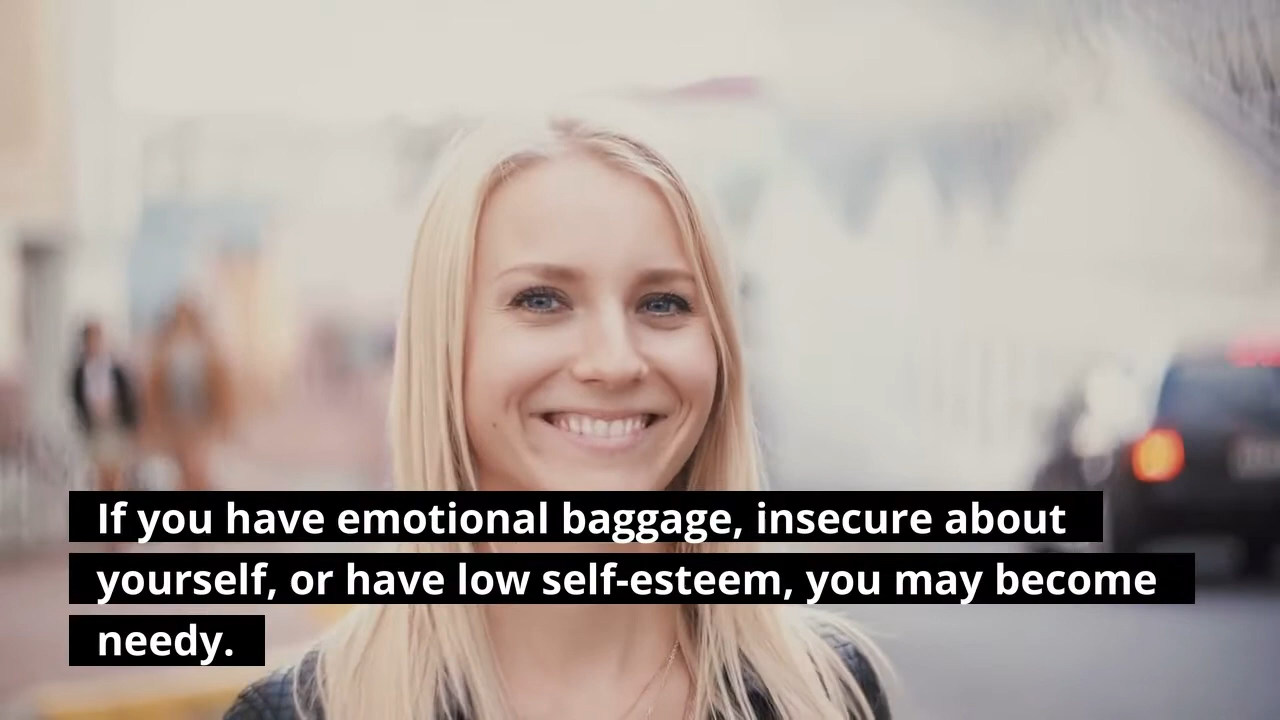 If you have emotional baggage, insecure about
yourself, or have low self-esteem, you may become
needy.